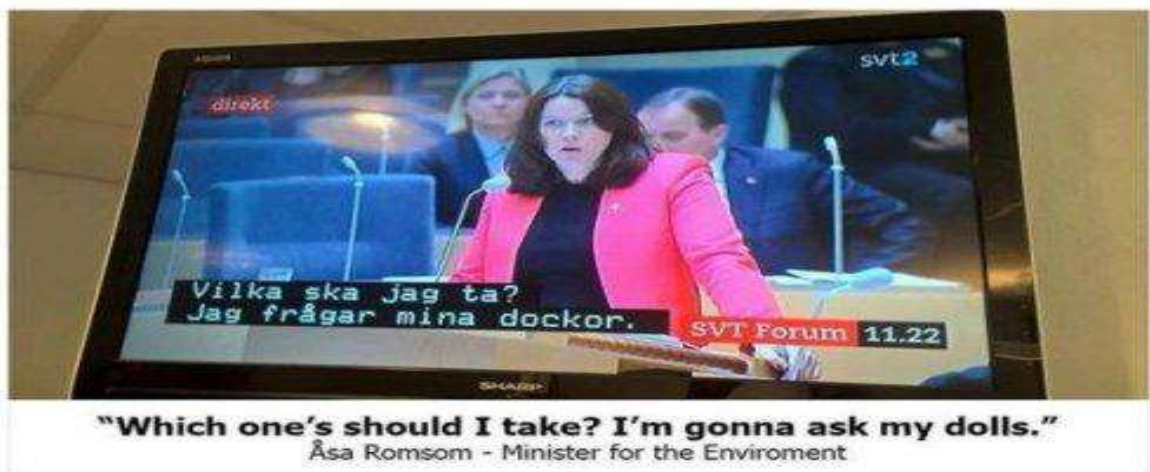 svt2
direkt
Vilka ska jag ta?
Jag frågar mina dockor.
SVT Forum 11.22
SHARP
"Which one's should I take? I'm gonna ask my dolls."
Åsa Romsom - Minister for the Enviroment